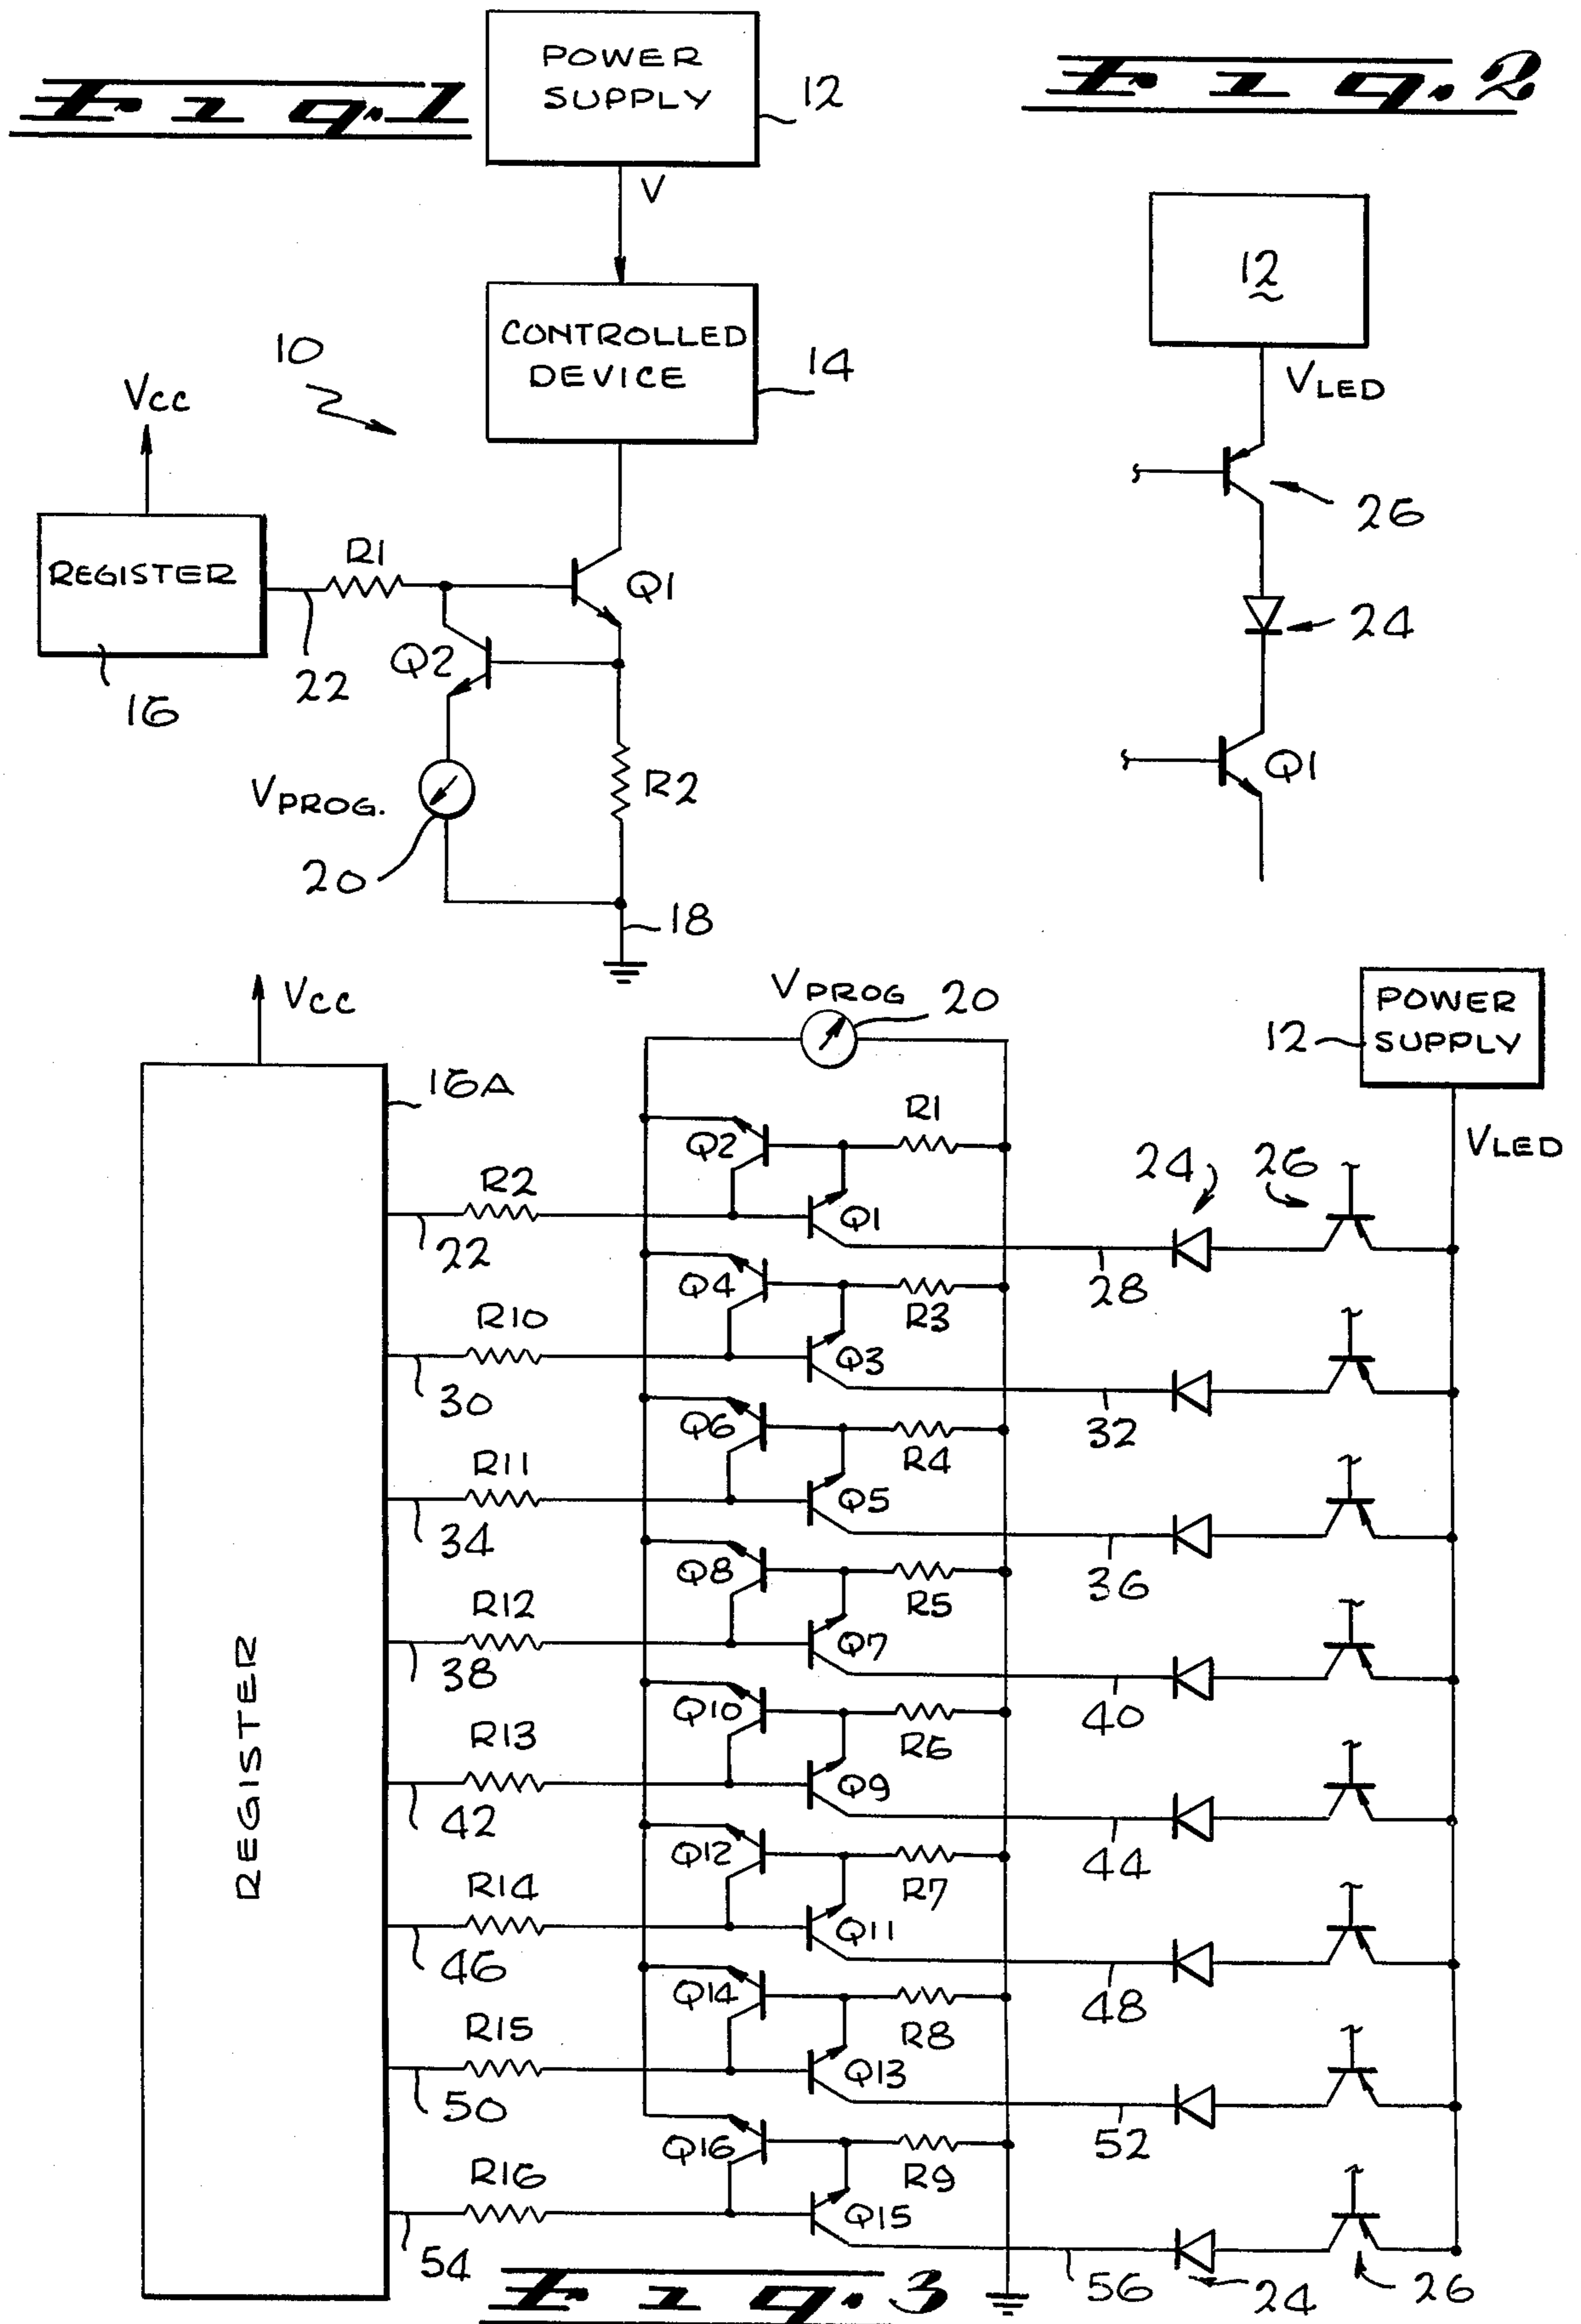 Fig. 1
POWER
SUPPLY
12
V
CONTROLLED
DEVICE
14
10
Vcc
REGISTER
16
22
R1
Q1
Q2
R2
VPROG.
20
18
Fig. 2
12
VLED
26
24
Q1
Vcc
16A
REGISTER
VPROG
20
POWER
SUPPLY
12
VLED
R1
Q2
24
26
R2
Q1
22
28
Q4
R3
R10
Q3
30
32
Q6
R4
R11
Q5
34
36
Q8
R5
R12
Q7
38
40
Q10
R6
R13
Q9
42
44
Q12
R7
R14
Q11
46
48
Q14
R8
R15
Q13
50
52
Q16
R9
R16
Q15
54
56
24
26
Fig. 3